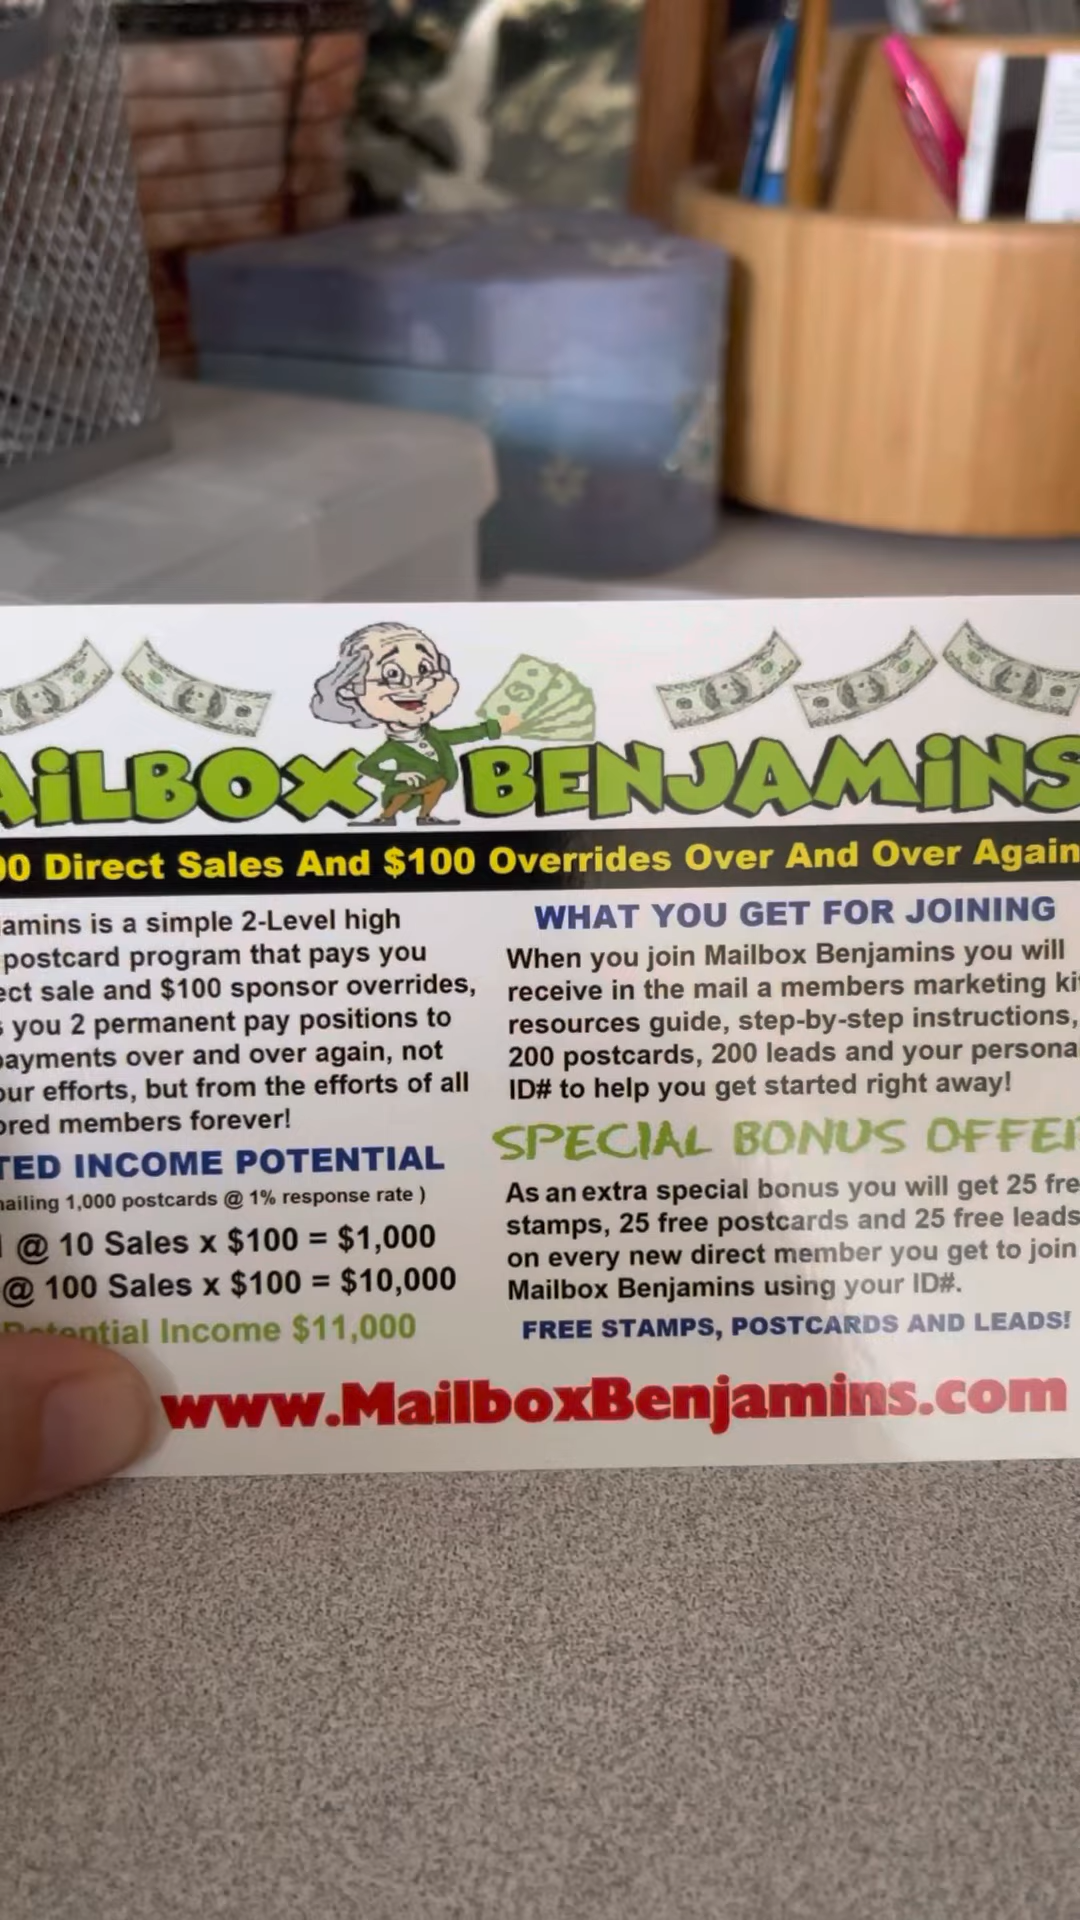 AiLBOX BENJAMiNS
00 Direct Sales And $100 Overrides Over And Over Again
amins is a simple 2-Level high
postcard program that pays you
ect sale and $100 sponsor overrides,
s you 2 permanent pay positions to
payments over and over again, not
our efforts, but from the efforts of all
ored members forever!
TED INCOME POTENTIAL
mailing 1,000 postcards @ 1% response rate )
@ 10 Sales x $100 = $1,000
@ 100 Sales x $100 = $10,000
Potential Income $11,000
WHAT YOU GET FOR JOINING
When you join Mailbox Benjamins you will
receive in the mail a members marketing ki
resources guide, step-by-step instructions,
200 postcards, 200 leads and your persona
ID# to help you get started right away!
SPECIAL BONUS OFFE
As an extra special bonus you will get 25 fre
stamps, 25 free postcards and 25 free leads
on every new direct member you get to join
Mailbox Benjamins using your ID#.
FREE STAMPS, POSTCARDS AND LEADS!
www.MailboxBenjamins.com